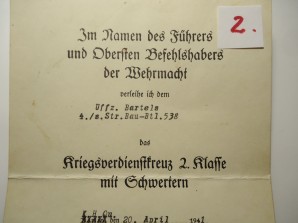 2.
Im Namen des Führers
und Obersten Befehlshabers
der Wehrmacht
verleihe ich dem
Uffz. Bartels
4./s.Str.Bau-Btl.538
das
Kriegsverdienstkreuz 2. Klasse
mit Schwertern
K.H.Qu.
den 20. April 1941